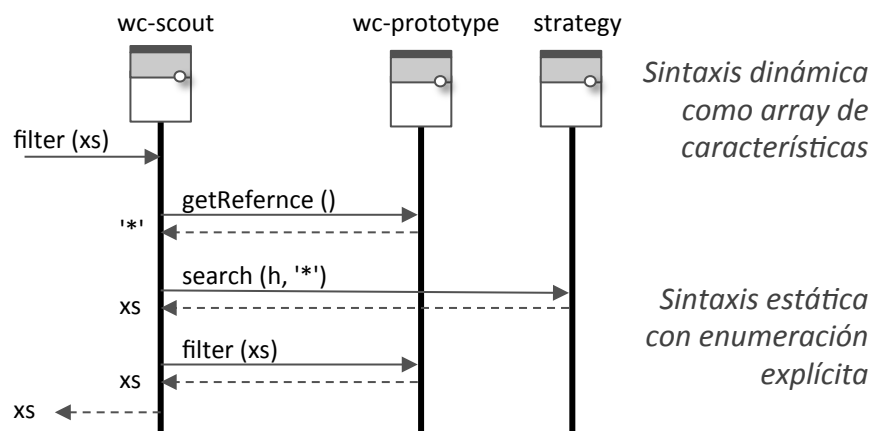 wc-scout
wc-prototype
strategy
Sintaxis dinámica
como array de
características
filter (xs)
getRefernce ()
'*'
search (h, '*')
xs
Sintaxis estática
con enumeración
explícita
filter (xs)
xs
xs